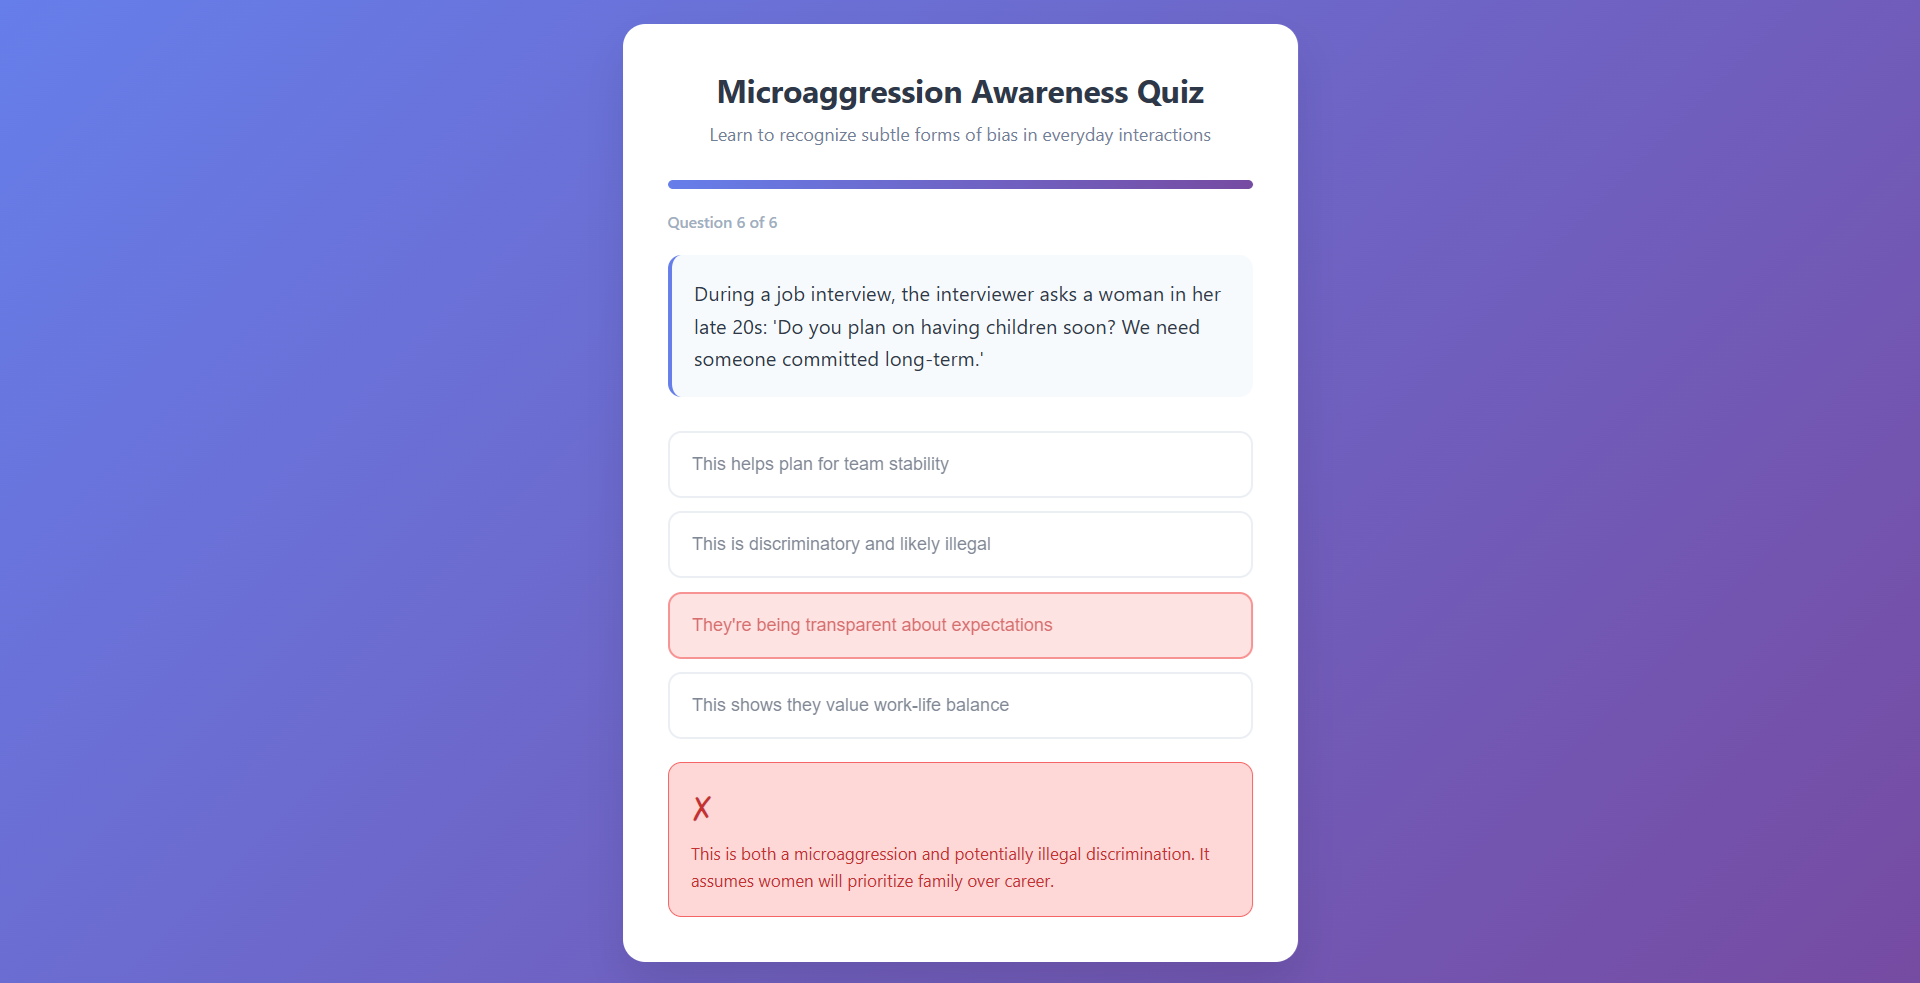 Microaggression Awareness Quiz
Learn to recognize subtle forms of bias in everyday interactions
Question 6 of 6
During a job interview, the interviewer asks a woman in her
late 20s: 'Do you plan on having children soon? We need
someone committed long-term.'
This helps plan for team stability
This is discriminatory and likely illegal
They're being transparent about expectations
This shows they value work-life balance
✗
This is both a microaggression and potentially illegal discrimination. It
assumes women will prioritize family over career.